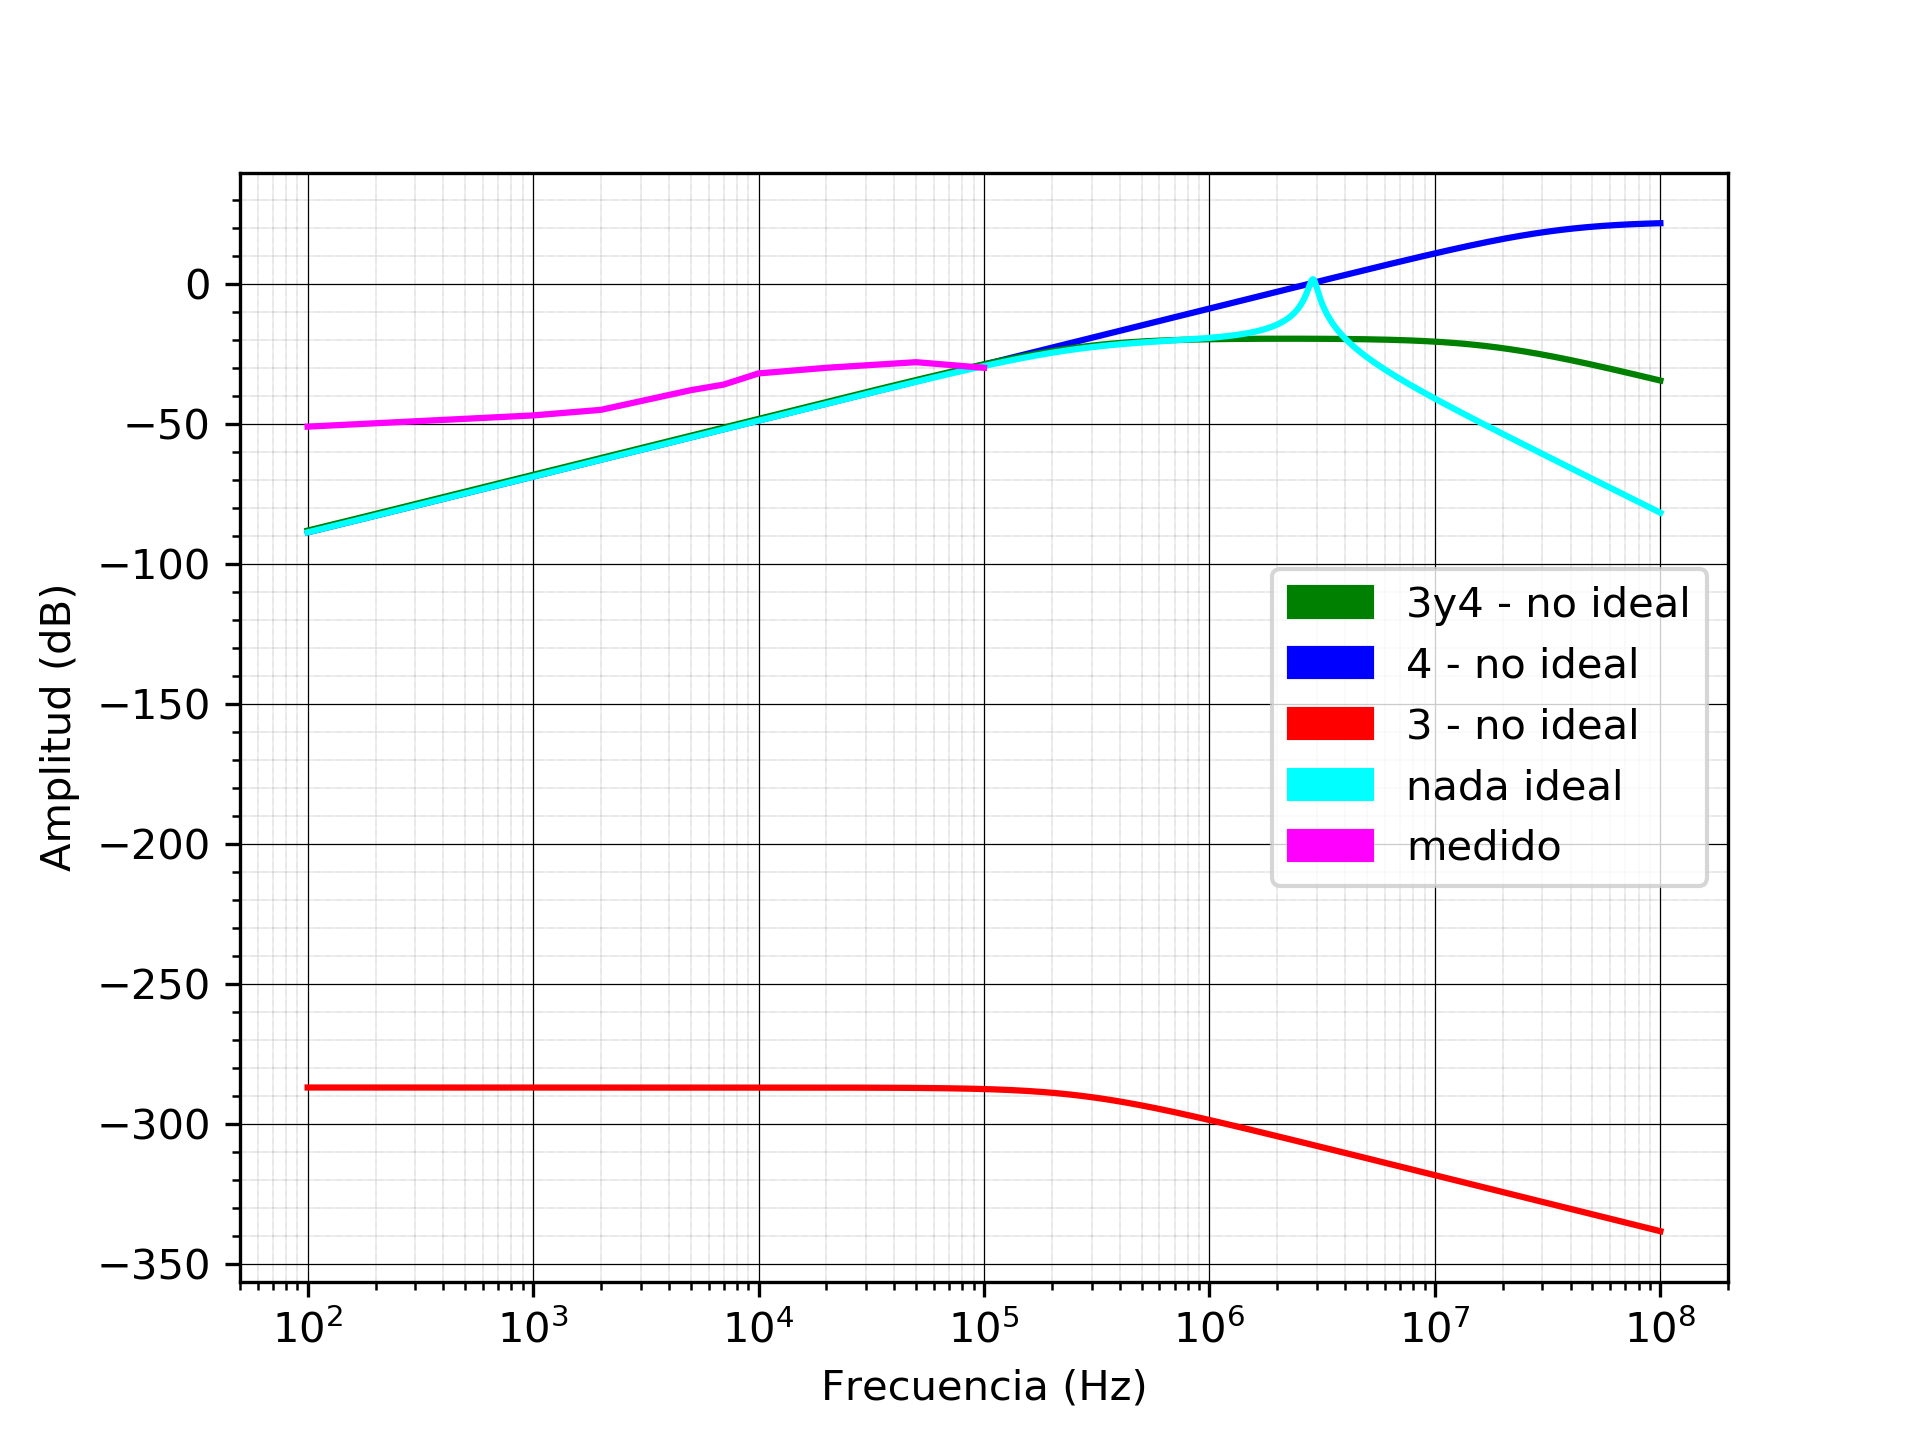 Amplitud (dB)
0
−50
−100
−150
−200
−250
−300
−350
3y4 - no ideal
4 - no ideal
3 - no ideal
nada ideal
medido
10² 10³ 10⁴ 10⁵ 10⁶ 10⁷ 10⁸
Frecuencia (Hz)